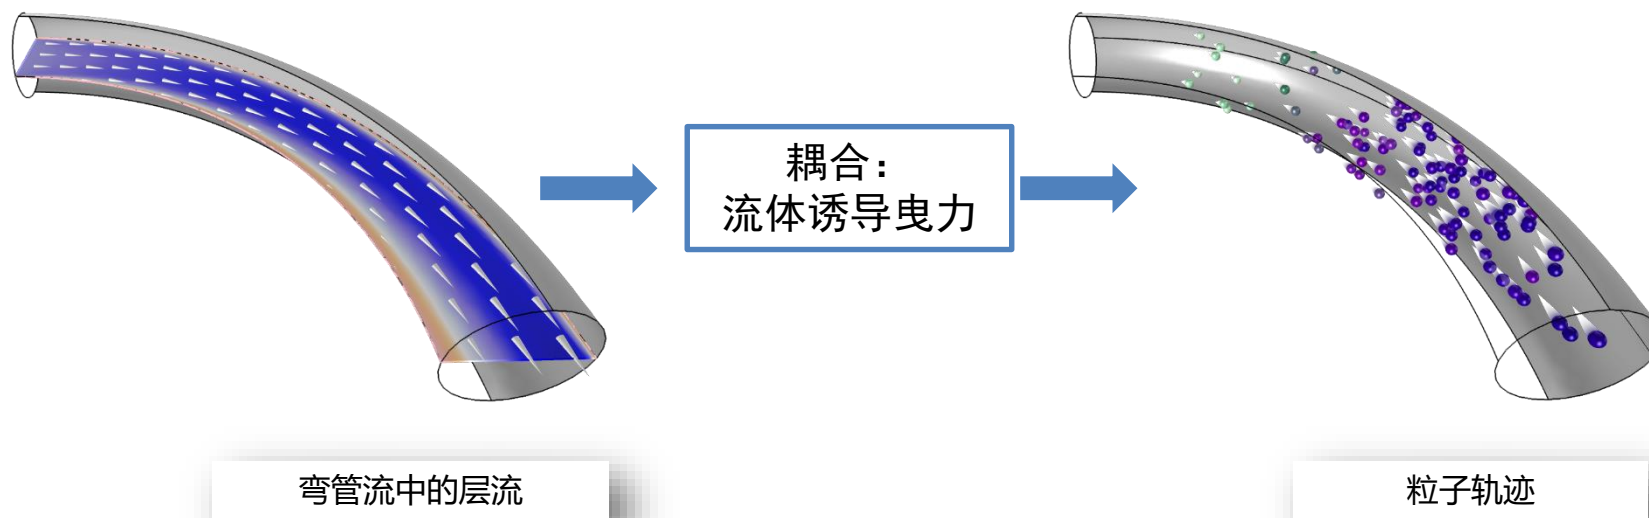 耦合：
流体诱导曳力
弯管流中的层流
粒子轨迹